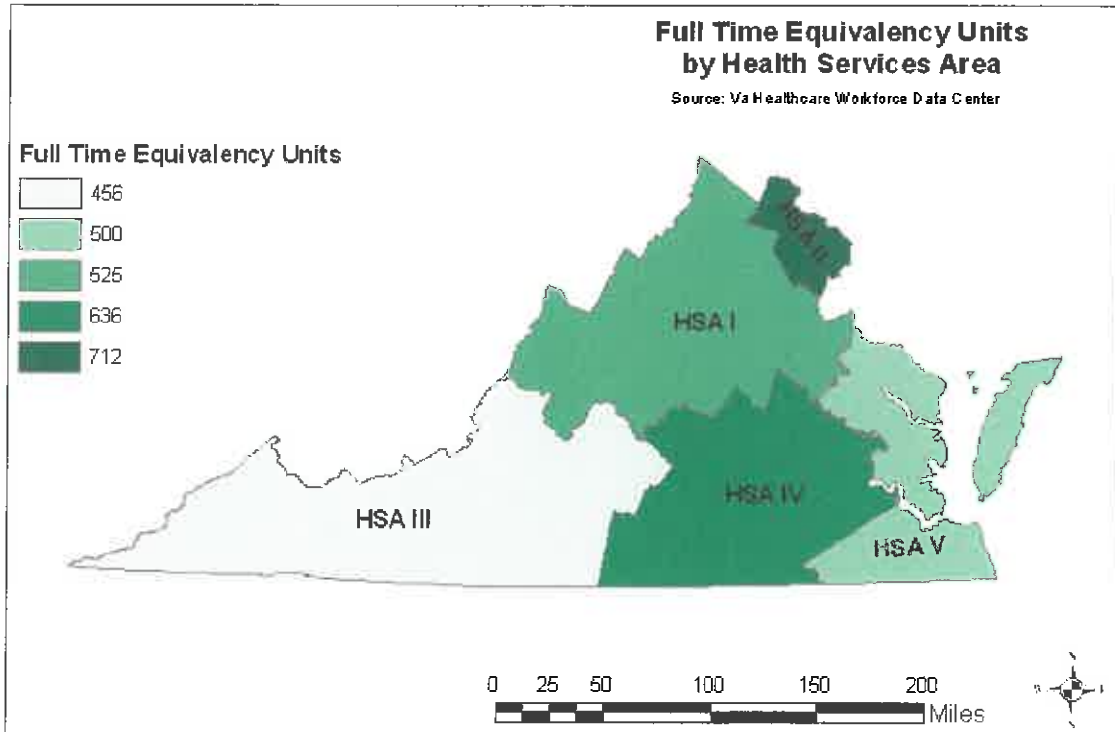 Full Time Equivalency Units
by Health Services Area
Source: Va Healthcare Workforce Data Center
Full Time Equivalency Units
456
500
525
636
712
HSA II
HSA I
HSA III
HSA IV
HSA V
0 25 50 100 150 200
Miles